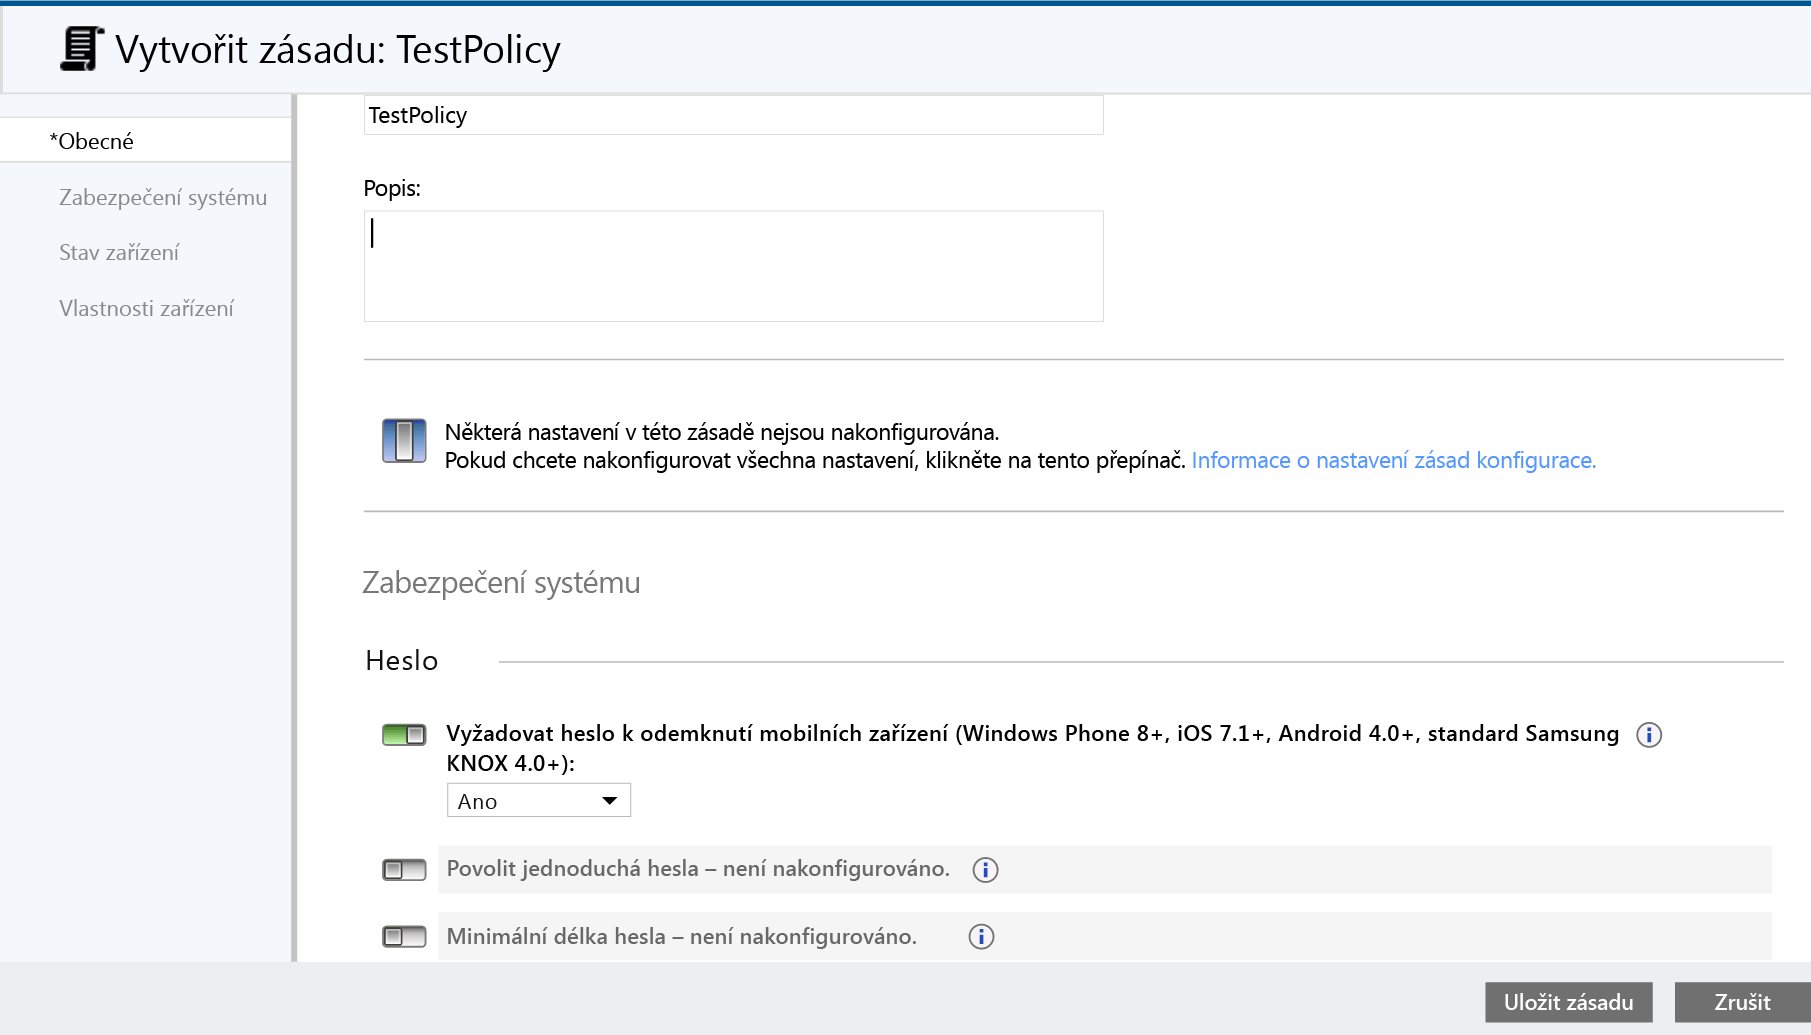 Vytvořit zásadu: TestPolicy
*Obecné
Zabezpečení systému
Stav zařízení
Vlastnosti zařízení
TestPolicy
Popis:
Některá nastavení v této zásadě nejsou nakonfigurována.
Pokud chcete nakonfigurovat všechna nastavení, klikněte na tento přepínač. Informace o nastavení zásad konfigurace.
Zabezpečení systému
Heslo
Vyžadovat heslo k odemknutí mobilních zařízení (Windows Phone 8+, iOS 7.1+, Android 4.0+, standard Samsung
KNOX 4.0+):
Ano
Povolit jednoduchá hesla – není nakonfigurováno.
Minimální délka hesla – není nakonfigurováno.
Uložit zásadu
Zrušit